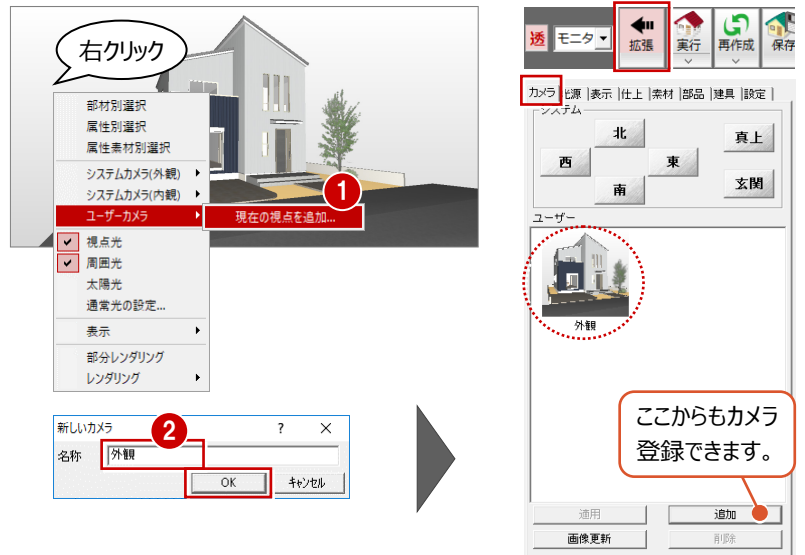 右クリック
部材別選択
属性別選択
属性素材別選択
システムカメラ(外観)
システムカメラ(内観)
ユーザーカメラ
1
現在の視点を追加...
視点光
周囲光
太陽光
通常光の設定...
表示
部分レンダリング
レンダリング
新しいカメラ ? ×
2
名称 外観
OK キャンセル
透 モニタ 拡張 実行 再作成 保存
カメラ 光源 表示 仕上 素材 部品 建具 設定
システム
北 真上
西 東
南 玄関
ユーザー
外観
ここからもカメラ
登録できます。
適用 追加
画像更新 削除